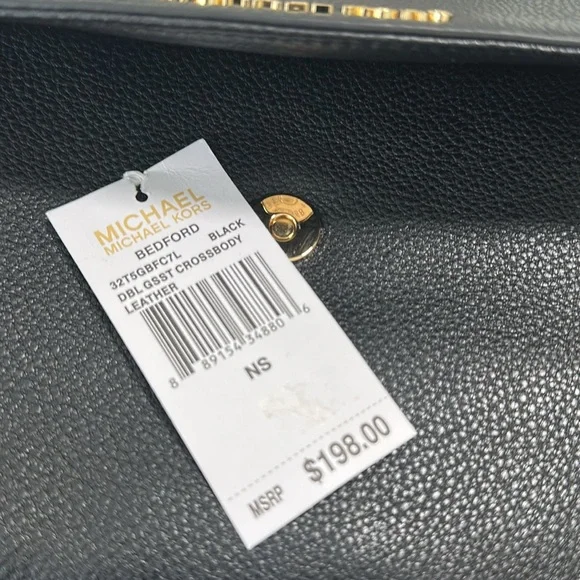 MICHAEL
MICHAEL KORS
BEDFORD
32T5GBFC7L BLACK
DBL GSST CROSSBODY
LEATHER
8 89154 34880 6
NS
MSRP $198.00